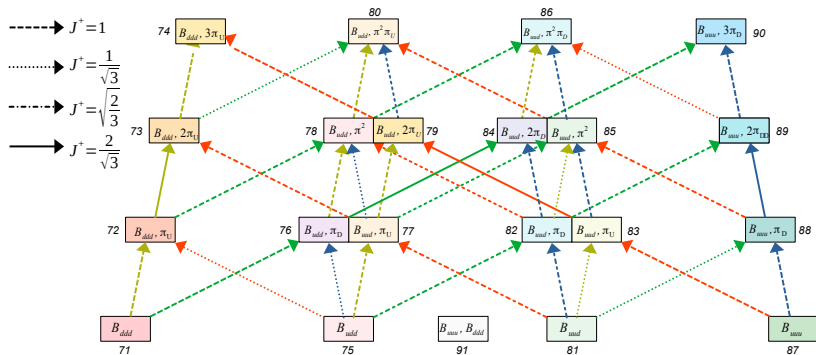 J⁺=1
J⁺=1/√3
J⁺=√(2/3)
J⁺=2/√3
74
B_ddd, 3π_U
80
B_udd, π²π_U
86
B_uud, π²π_D
B_uuu, 3π_D
90
73
B_ddd, 2π_U
78
B_udd, π²
B_udd, 2π_U
79
84
B_uud, 2π_D
B_uud, π²
85
B_uuu, 2π_DD
89
72
B_ddd, π_U
76
B_udd, π_D
B_udd, π_U
77
82
B_uud, π_D
B_uud, π_U
83
B_uuu, π_D
88
B_ddd
71
B_udd
75
B_uuu, B_ddd
91
B_uud
81
B_uuu
87